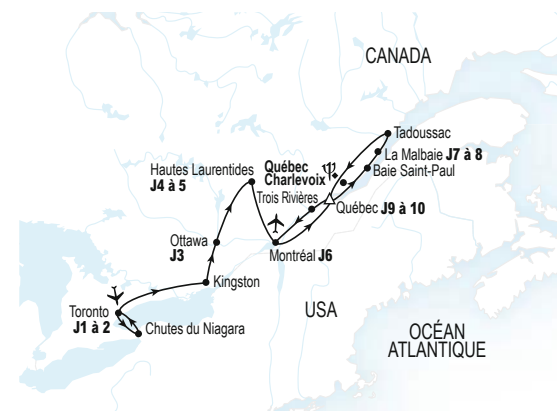 CANADA
Tadoussac
La Malbaie J7 à 8
Baie Saint-Paul
Hautes Laurentides
J4 à 5
Québec
Charlevoix
Trois Rivières
Québec J9 à 10
Ottawa
J3
Montréal J6
Kingston
Toronto
J1 à 2
Chutes du Niagara
USA
OCÉAN
ATLANTIQUE